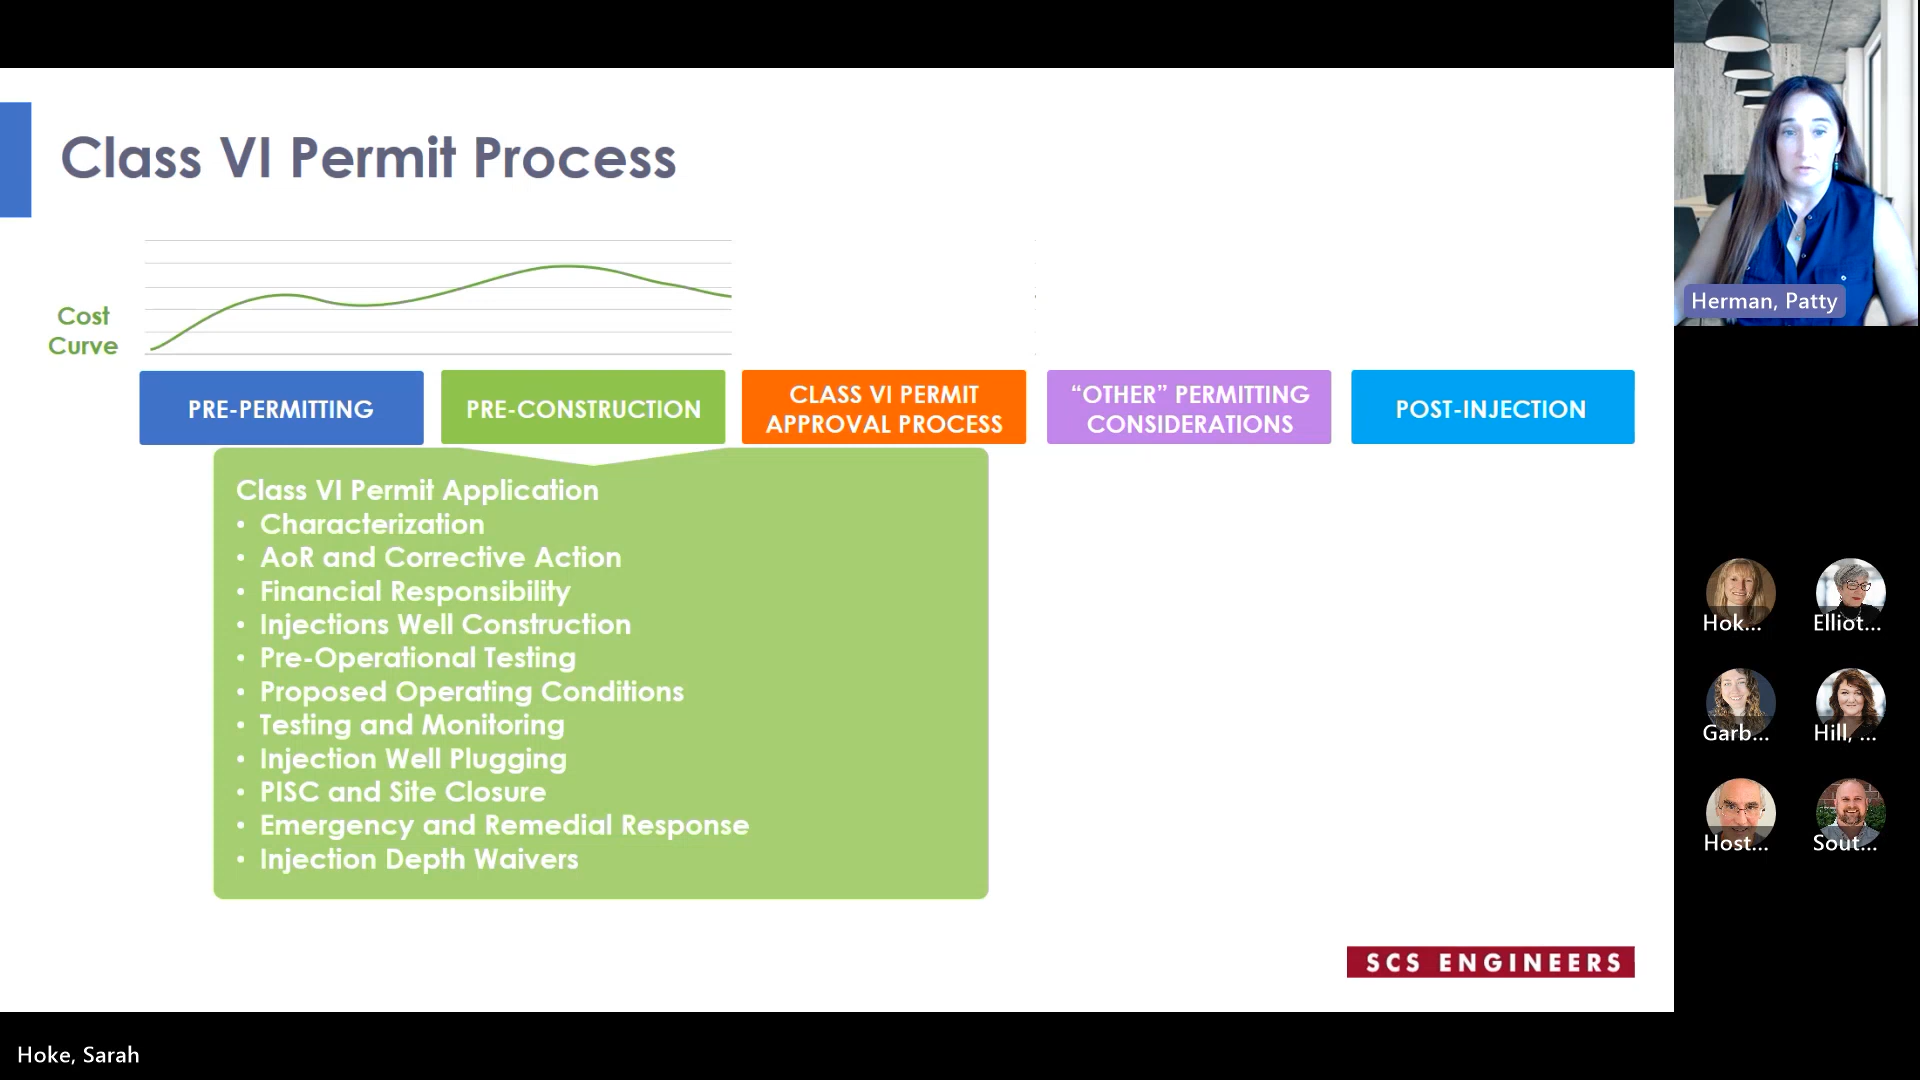 Class VI Permit Process
Cost
Curve
PRE-PERMITTING
PRE-CONSTRUCTION
CLASS VI PERMIT
APPROVAL PROCESS
“OTHER” PERMITTING
CONSIDERATIONS
POST-INJECTION
Class VI Permit Application
• Characterization
• AoR and Corrective Action
• Financial Responsibility
• Injections Well Construction
• Pre-Operational Testing
• Proposed Operating Conditions
• Testing and Monitoring
• Injection Well Plugging
• PISC and Site Closure
• Emergency and Remedial Response
• Injection Depth Waivers
SCS ENGINEERS
Herman, Patty
Hok...
Elliot...
Garb...
Hill, ...
Host...
Sout...
Hoke, Sarah